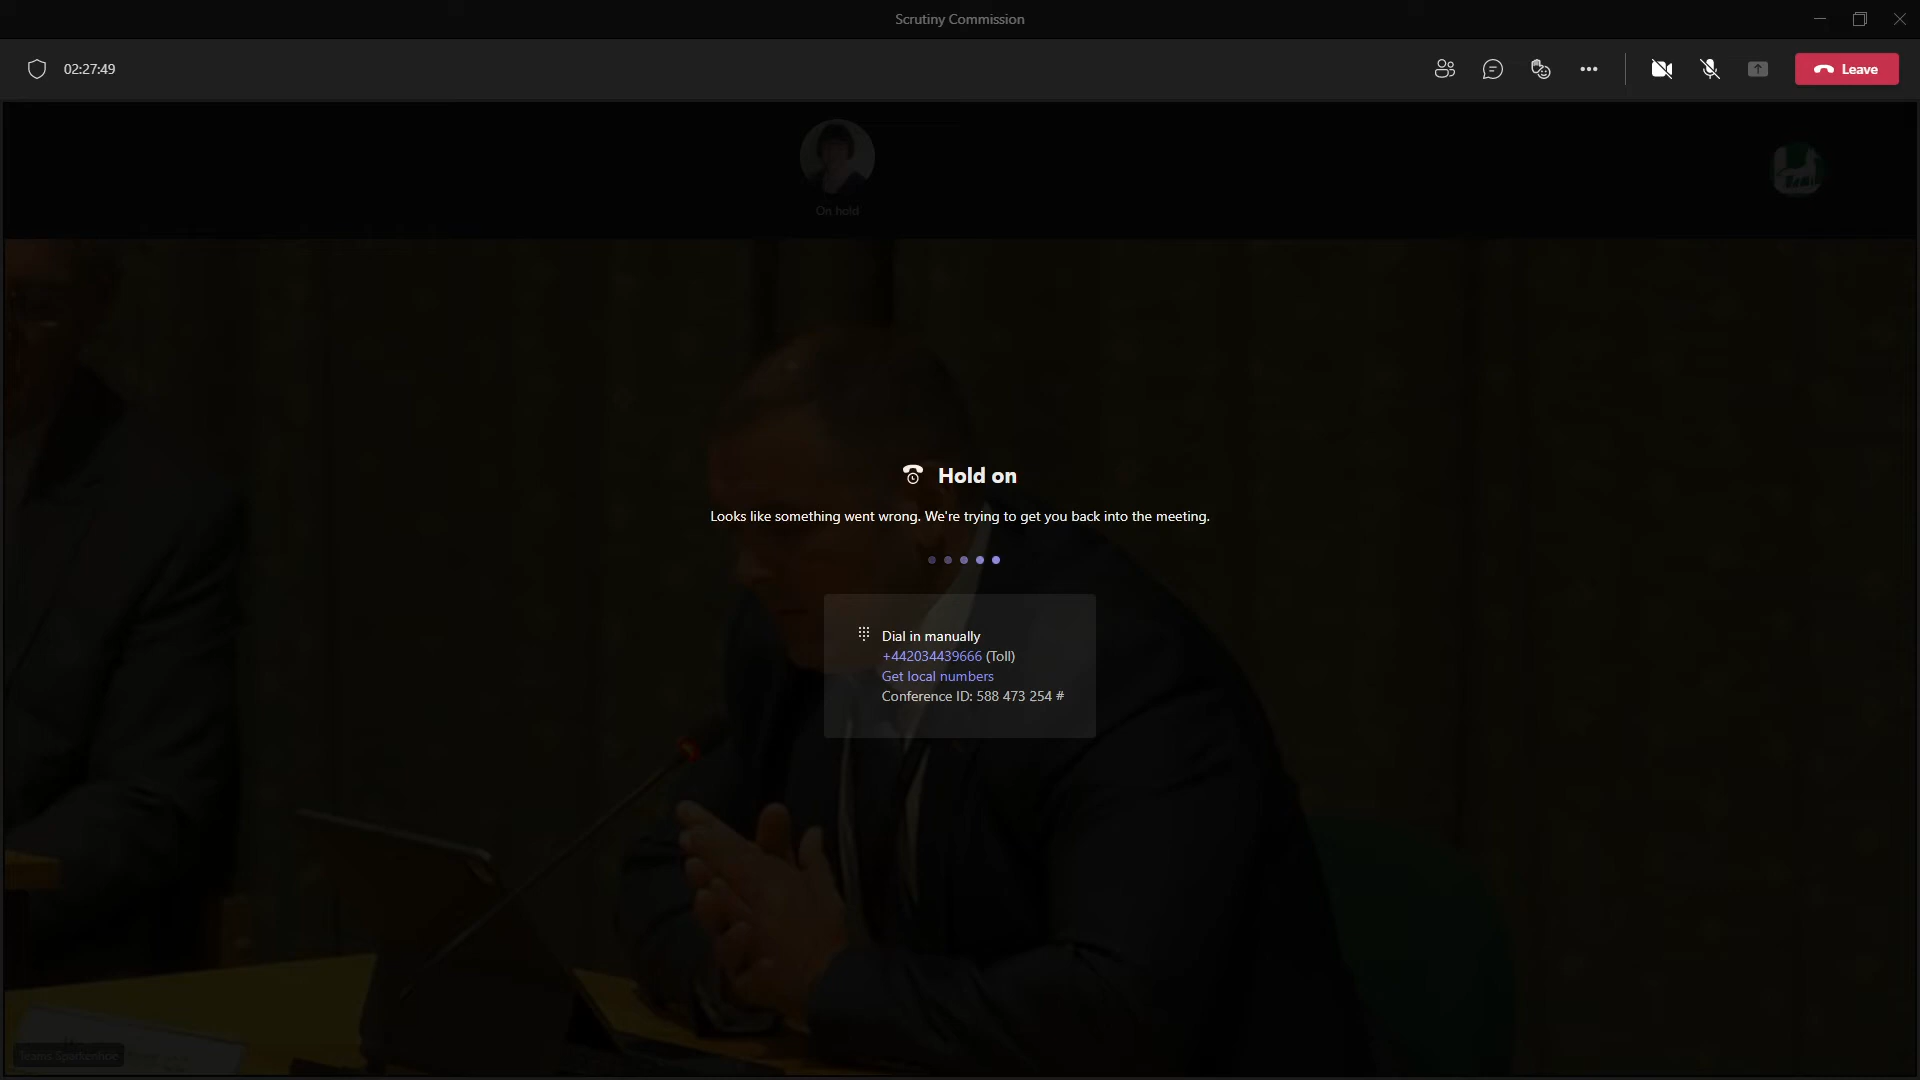 Scrutiny Commission
02:27:49
Leave
On hold
Hold on
Looks like something went wrong. We're trying to get you back into the meeting.
Dial in manually
+442034439666 (Toll)
Get local numbers
Conference ID: 588 473 254 #
Teams Sparkenhoe